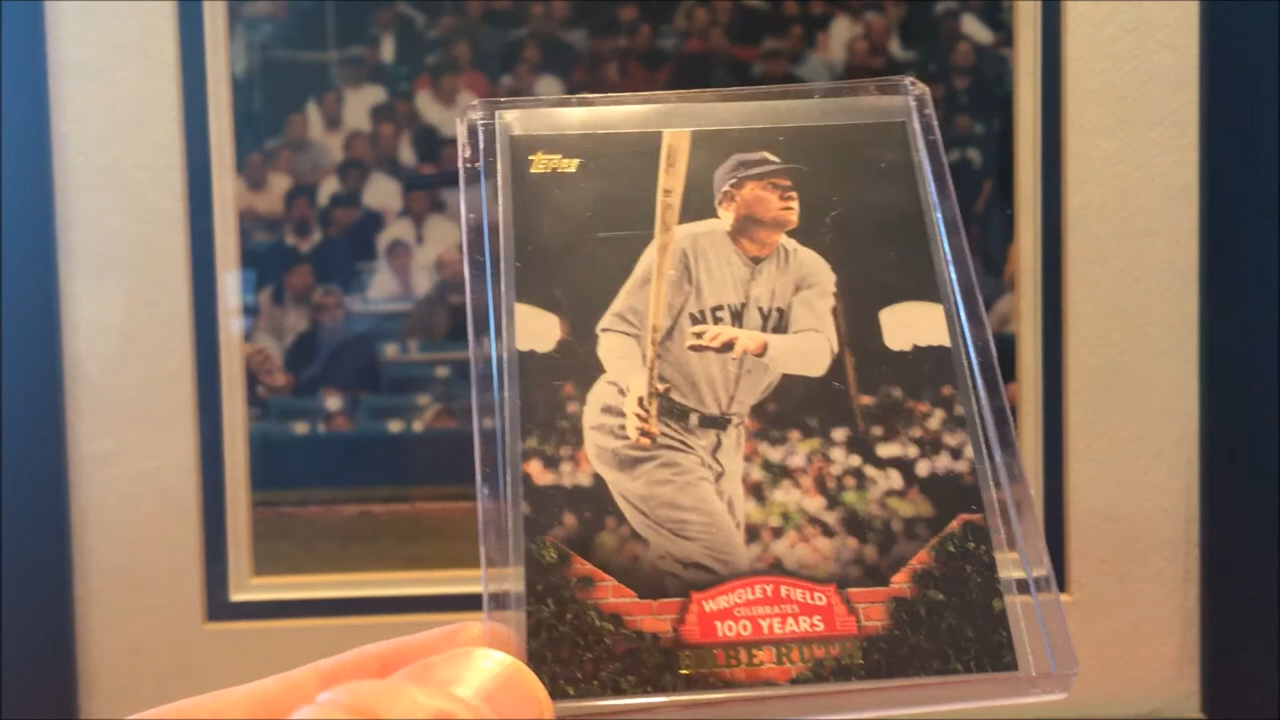 TOPPS
NEW YO
WRIGLEY FIELD
CELEBRATES
100 YEARS
BABE RUTH